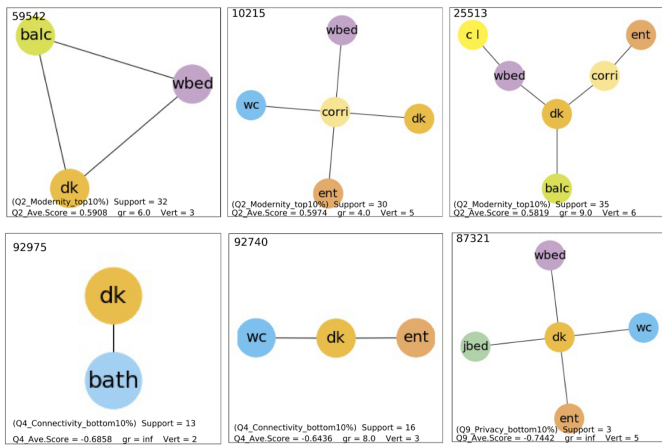 59542
balc
wbed
dk
(Q2_Modernity_top10%) Support = 32
Q2_Ave.Score = 0.5908 gr = 6.0 Vert = 3
10215
wbed
wc
corri
dk
ent
(Q2_Modernity_top10%) Support = 30
Q2_Ave.Score = 0.5974 gr = 4.0 Vert = 5
25513
c l
ent
wbed
corri
dk
balc
(Q2_Modernity_top10%) Support = 35
Q2_Ave.Score = 0.5819 gr = 9.0 Vert = 6
92975
dk
bath
(Q4_Connectivity_bottom10%) Support = 13
Q4_Ave.Score = -0.6858 gr = inf Vert = 2
92740
wc
dk
ent
(Q4_Connectivity_bottom10%) Support = 16
Q4_Ave.Score = -0.6436 gr = 8.0 Vert = 3
87321
wbed
wc
dk
jbed
ent
(Q9_Privacy_bottom10%) Support = 3
Q9_Ave.Score = -0.7442 gr = inf Vert = 5